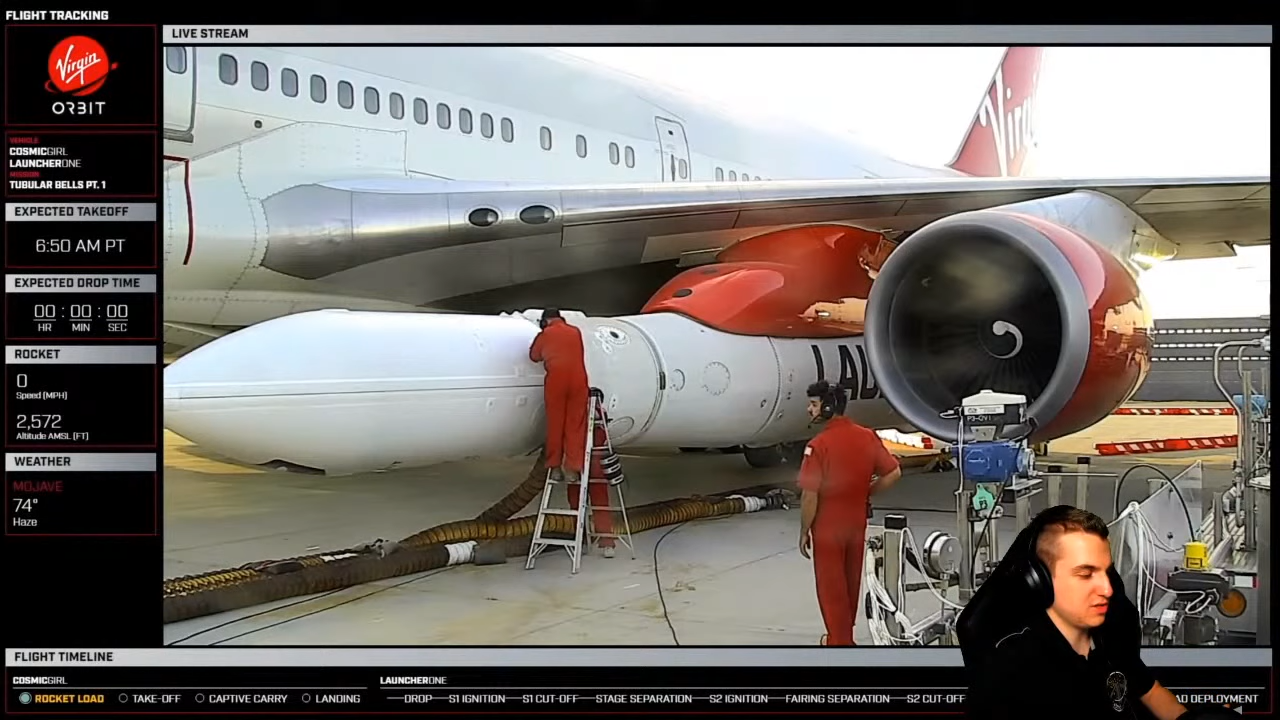 FLIGHT TRACKING
Virgin
ORBIT
VEHICLE
COSMICGIRL
LAUNCHERONE
MISSION
TUBULAR BELLS PT. 1
EXPECTED TAKEOFF
6:50 AM PT
EXPECTED DROP TIME
00 : 00 : 00
HR MIN SEC
ROCKET
0
Speed (MPH)
2,572
Altitude AMSL (FT)
WEATHER
MOJAVE
74°
Haze
LIVE STREAM
Virgin
LAU
FLIGHT TIMELINE
COSMICGIRL
ROCKET LOAD TAKE-OFF CAPTIVE CARRY LANDING
LAUNCHERONE
DROP S1 IGNITION S1 CUT-OFF STAGE SEPARATION S2 IGNITION FAIRING SEPARATION S2 CUT-OFF AD DEPLOYMENT